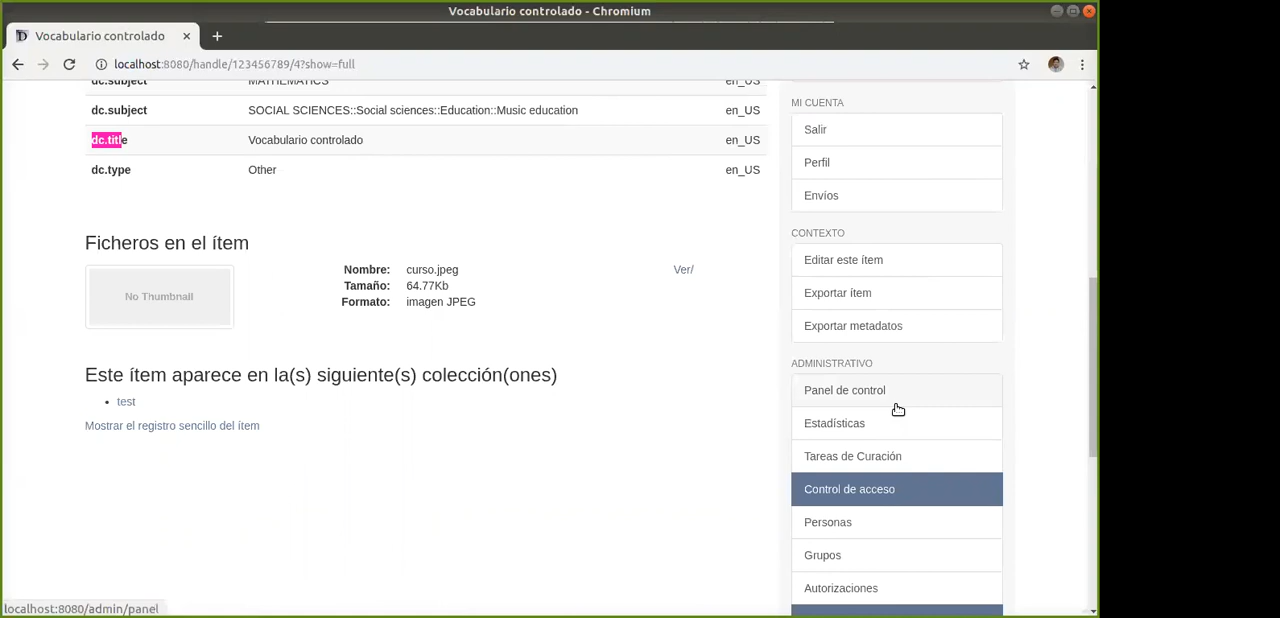 Vocabulario controlado - Chromium
Vocabulario controlado
localhost:8080/handle/123456789/4?show=full
dc.subject MATHEMATICS en_US
dc.subject SOCIAL SCIENCES::Social sciences::Education::Music education en_US
dc.title Vocabulario controlado en_US
dc.type Other en_US
Ficheros en el ítem
No Thumbnail
Nombre: curso.jpeg Ver/
Tamaño: 64.77Kb
Formato: imagen JPEG
Este ítem aparece en la(s) siguiente(s) colección(ones)
test
Mostrar el registro sencillo del ítem
MI CUENTA
Salir
Perfil
Envíos
CONTEXTO
Editar este ítem
Exportar ítem
Exportar metadatos
ADMINISTRATIVO
Panel de control
Estadísticas
Tareas de Curación
Control de acceso
Personas
Grupos
Autorizaciones
localhost:8080/admin/panel